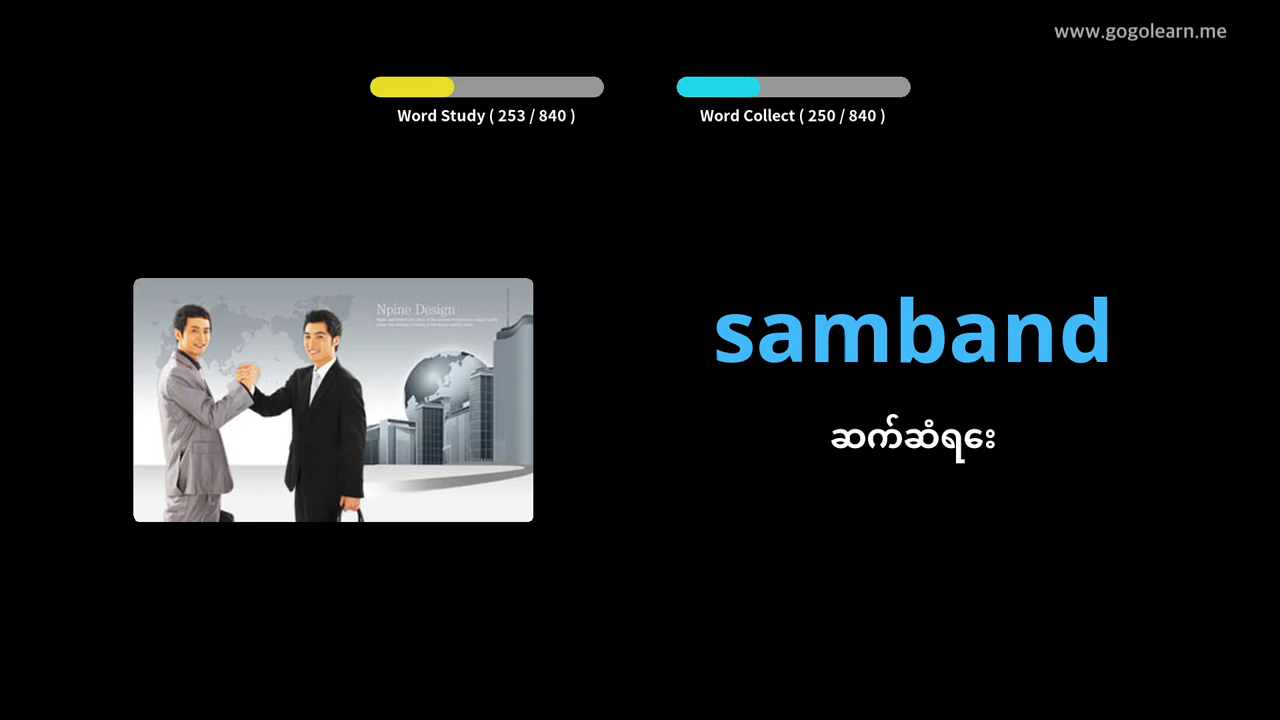 www.gogolearn.me
Word Study ( 253 / 840 )
Word Collect ( 250 / 840 )
Npine Design
samband
ဆက်ဆံရေး